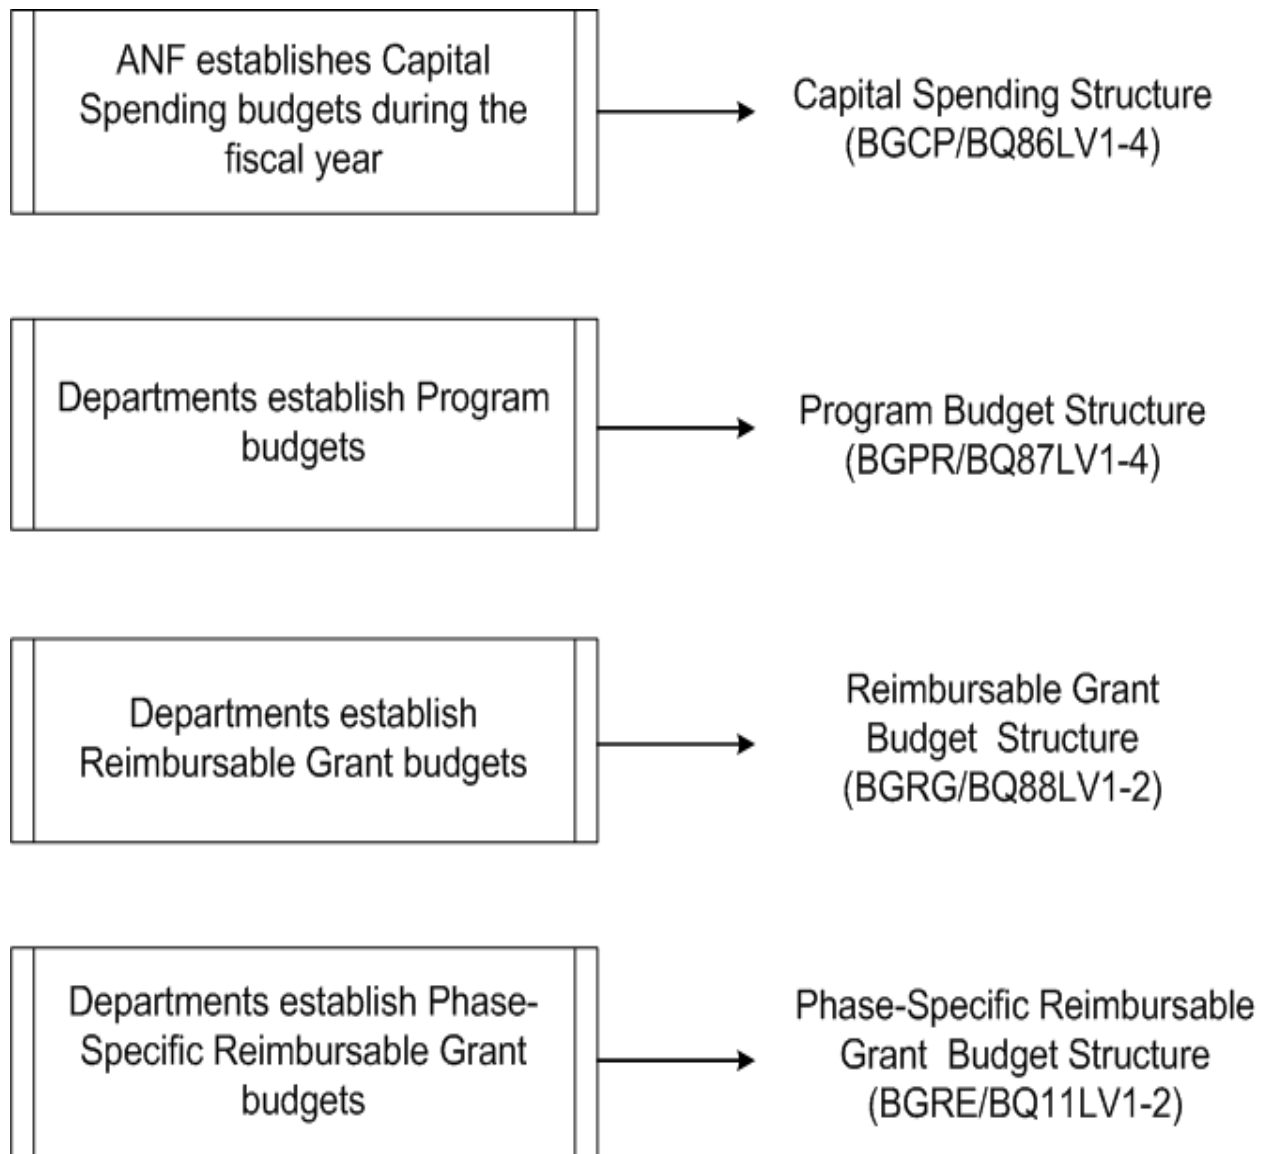 ANF establishes Capital
Spending budgets during the
fiscal year
Capital Spending Structure
(BGCP/BQ86LV1-4)
Departments establish Program
budgets
Program Budget Structure
(BGPR/BQ87LV1-4)
Departments establish
Reimbursable Grant budgets
Reimbursable Grant
Budget  Structure
(BGRG/BQ88LV1-2)
Departments establish Phase-
Specific Reimbursable Grant
budgets
Phase-Specific Reimbursable
Grant  Budget Structure
(BGRE/BQ11LV1-2)